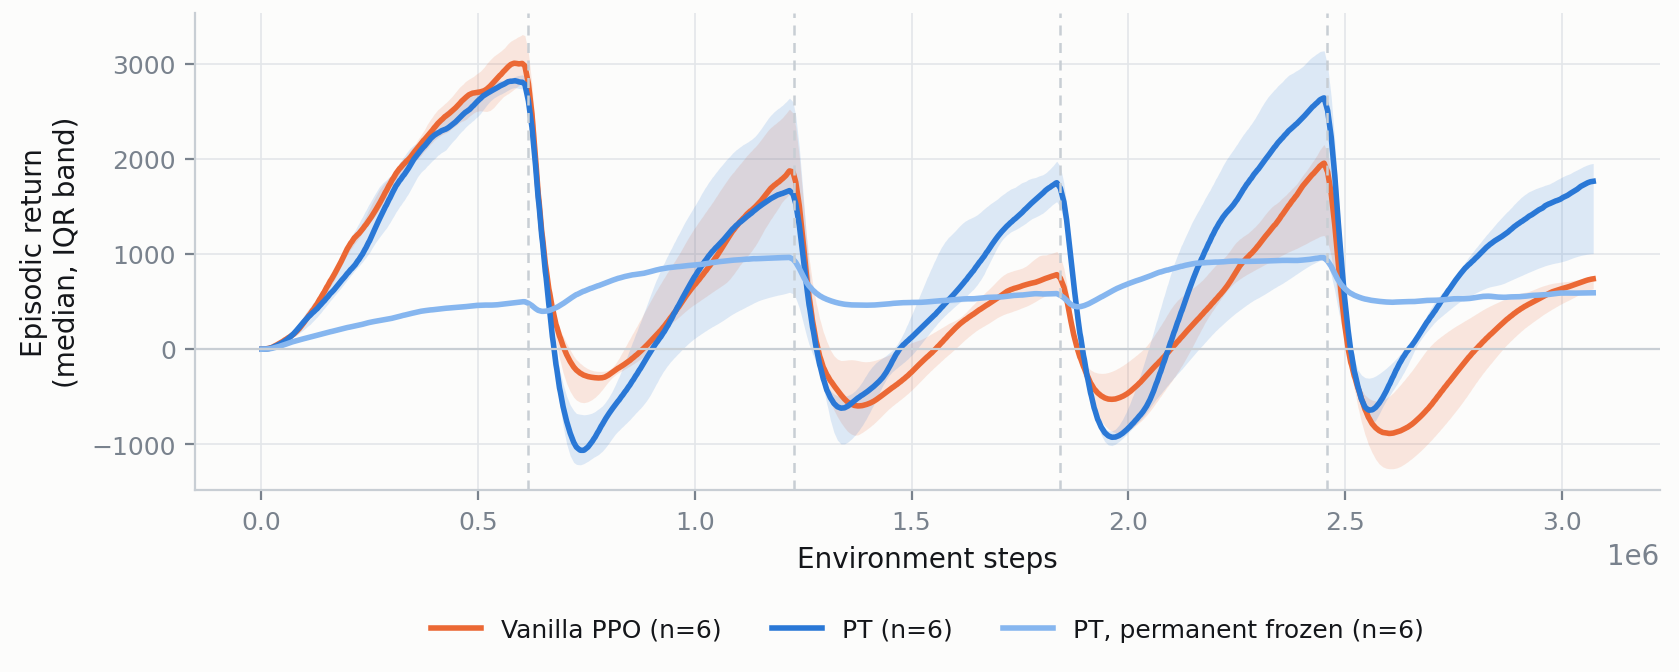 Episodic return
(median, IQR band)
3000
2000
1000
0
−1000
0.0 0.5 1.0 1.5 2.0 2.5 3.0
Environment steps
1e6
Vanilla PPO (n=6) PT (n=6) PT, permanent frozen (n=6)